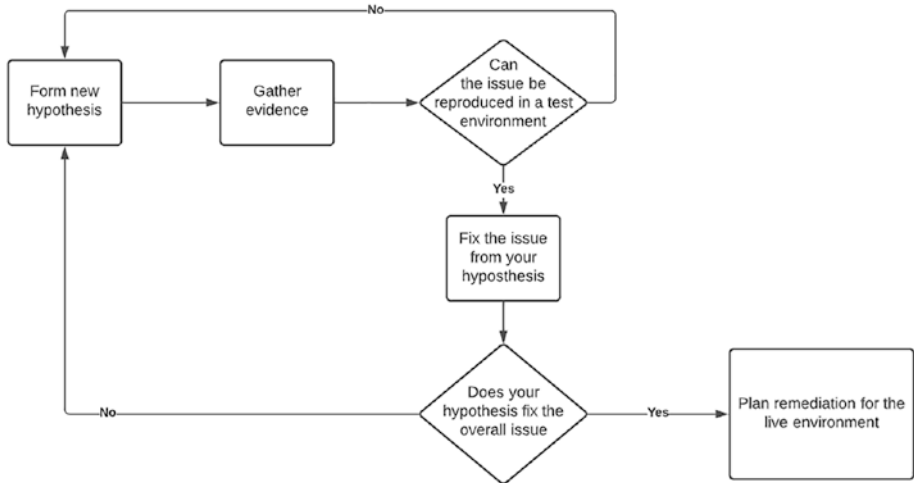 No
Form new
hypothesis
Gather
evidence
Can
the issue be
reproduced in a test
environment
Yes
Fix the issue
from your
hyposthesis
Does your
hypothesis fix the
overall issue
No
Yes
Plan remediation for the
live environment